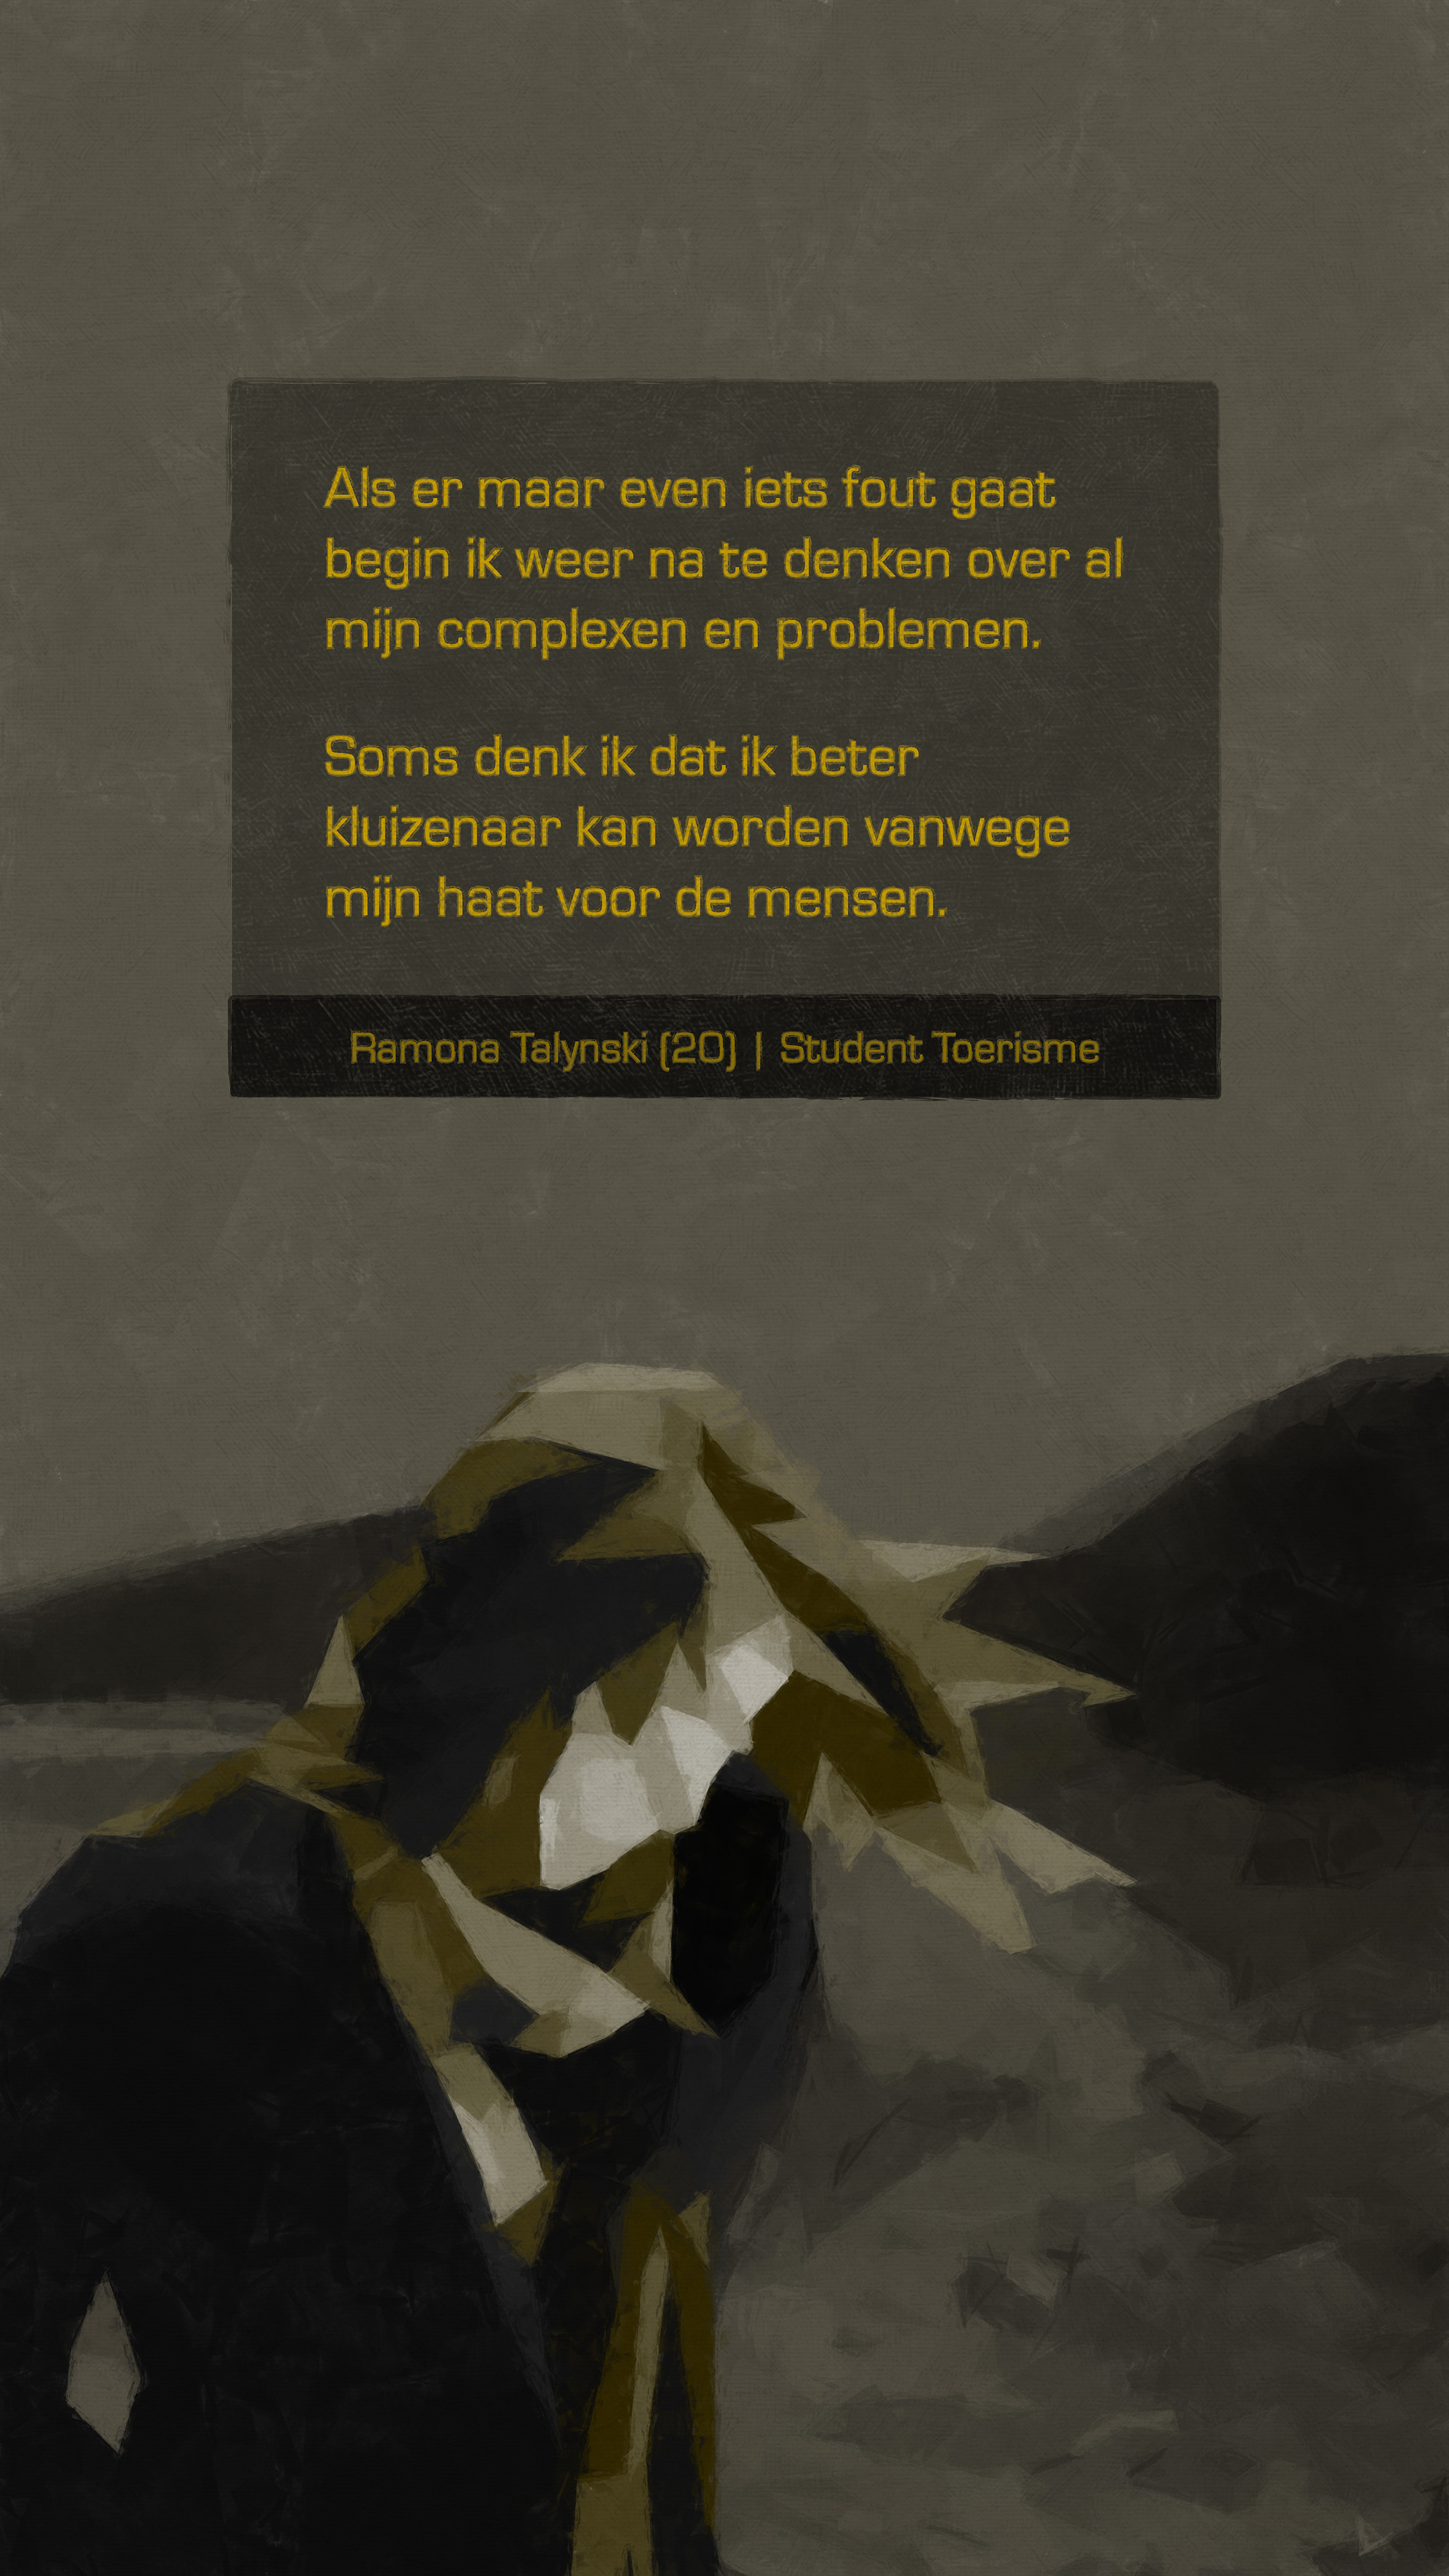 Als er maar even iets fout gaat
begin ik weer na te denken over al
mijn complexen en problemen.
Soms denk ik dat ik beter
kluizenaar kan worden vanwege
mijn haat voor de mensen.
Ramona Talynski (20) | Student Toerisme